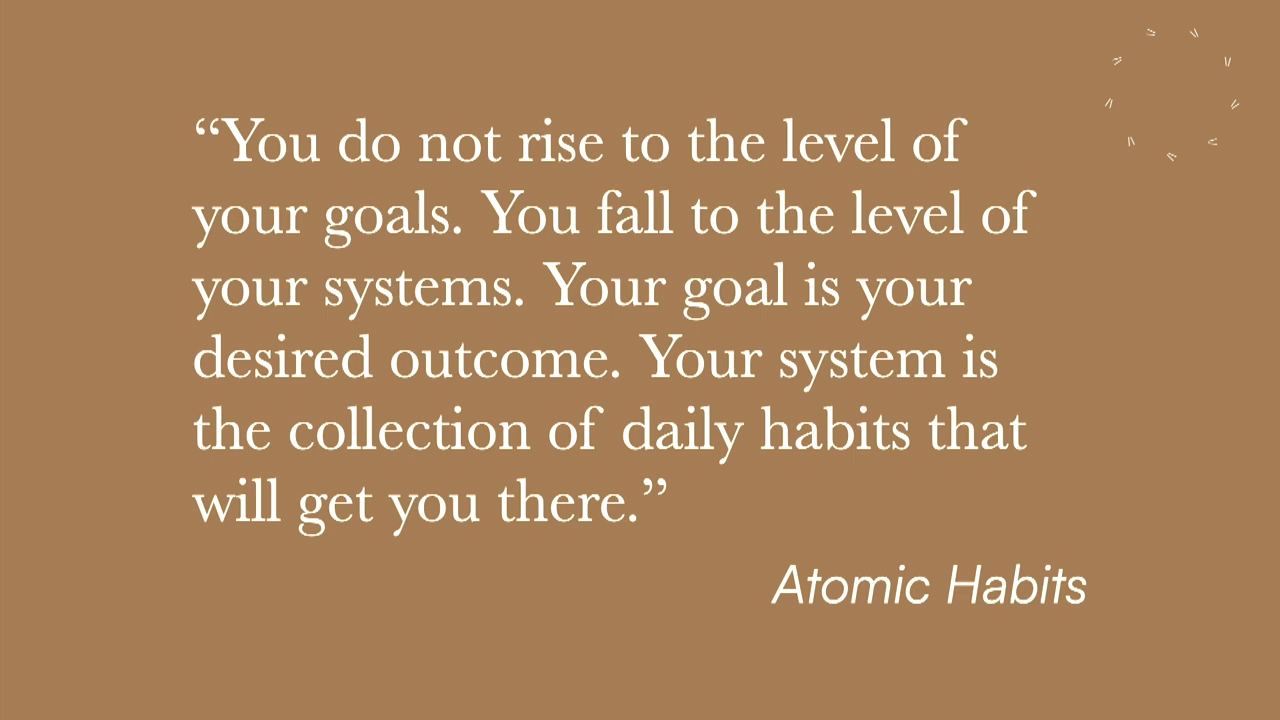 “You do not rise to the level of
your goals. You fall to the level of
your systems. Your goal is your
desired outcome. Your system is
the collection of daily habits that
will get you there.”
Atomic Habits